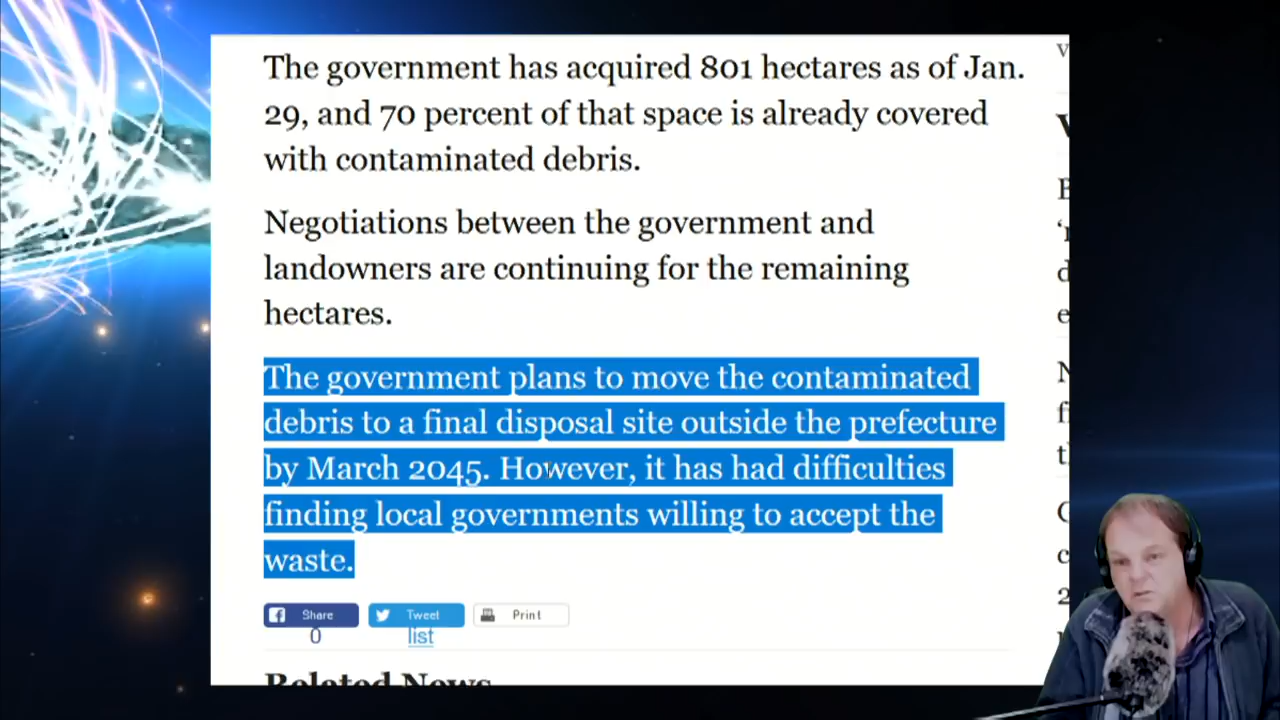 The government has acquired 801 hectares as of Jan.
29, and 70 percent of that space is already covered
with contaminated debris.
Negotiations between the government and
landowners are continuing for the remaining
hectares.
The government plans to move the contaminated
debris to a final disposal site outside the prefecture
by March 2045. However, it has had difficulties
finding local governments willing to accept the
waste.
Share
Tweet
Print
0
list
Related News